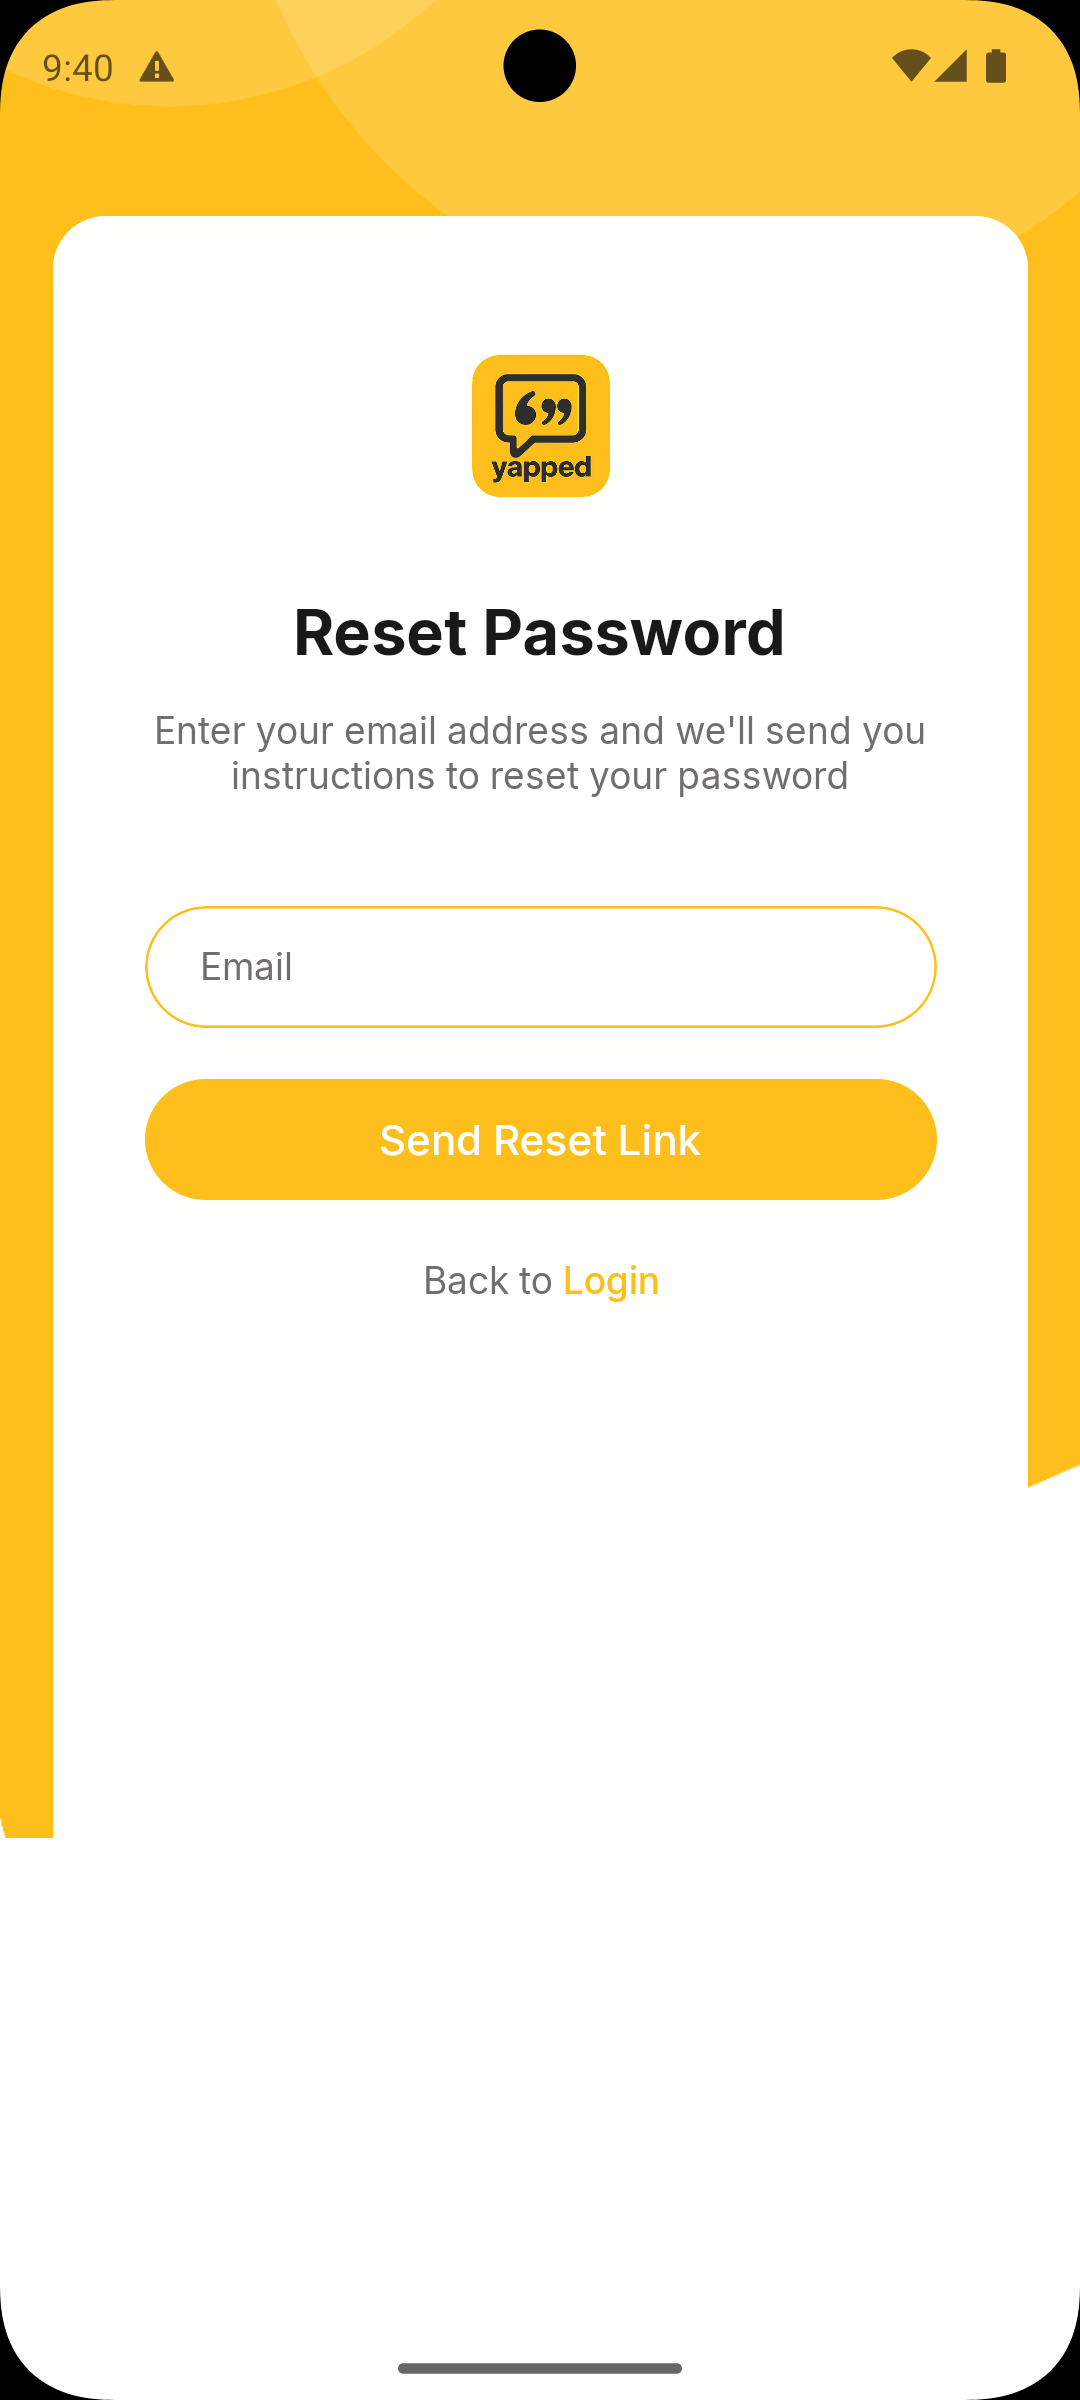 9:40
yapped
Reset Password
Enter your email address and we'll send you
instructions to reset your password
Email
Send Reset Link
Back to Login